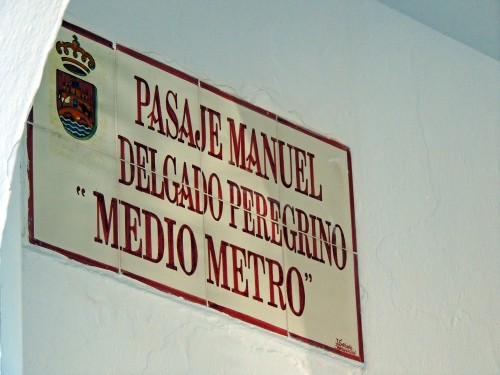 PASAJE MANUEL
DELGADO PEREGRINO
"MEDIO METRO"